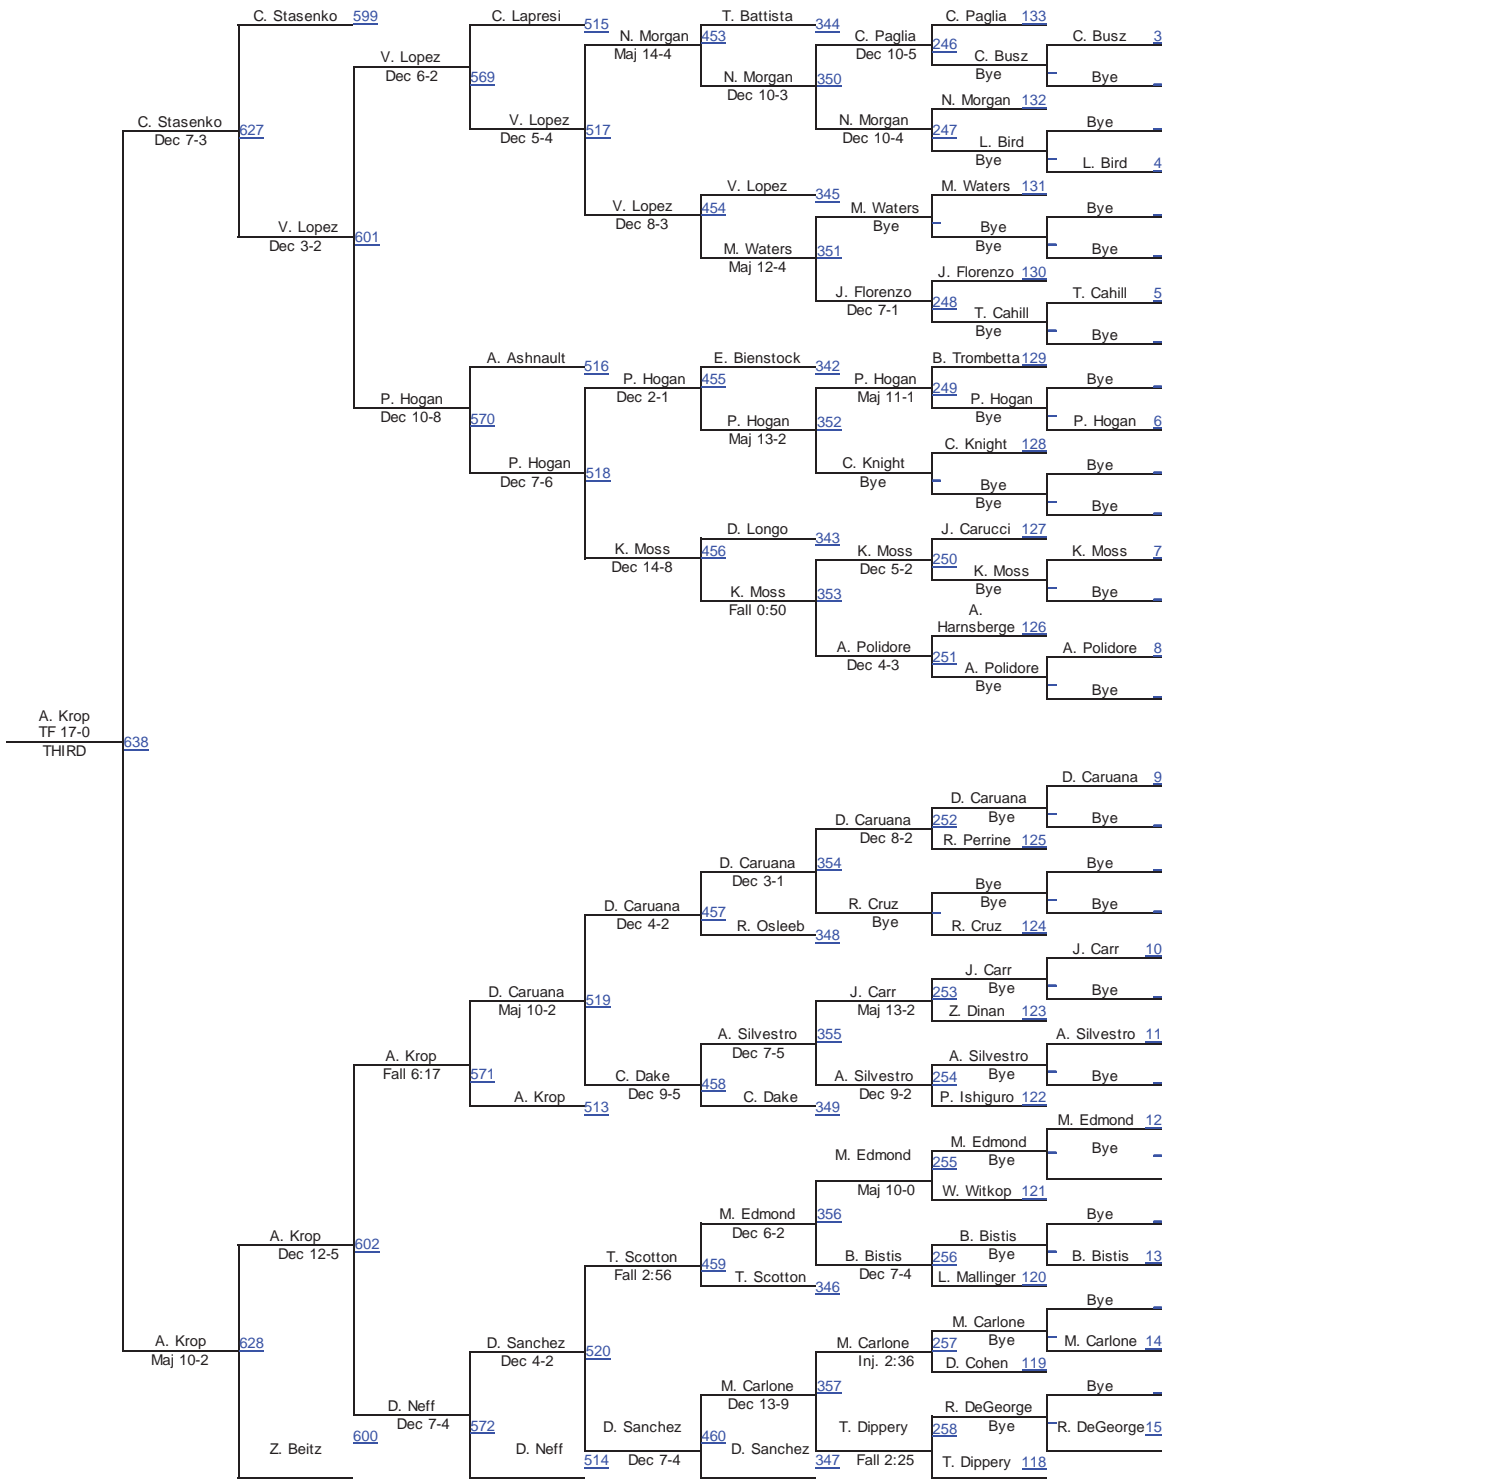 C. Stasenko 599
C. Lapresi 515
T. Battista 344
C. Paglia 133
N. Morgan 453
Maj 14-4
C. Paglia 246
Dec 10-5
C. Busz 3
V. Lopez
Dec 6-2
569
N. Morgan 350
Dec 10-3
C. Busz
Bye
Bye
N. Morgan 132
C. Stasenko
Dec 7-3
627
V. Lopez 517
Dec 5-4
N. Morgan 247
Dec 10-4
Bye
L. Bird
Bye
L. Bird 4
V. Lopez 345
M. Waters 131
V. Lopez 454
Dec 8-3
M. Waters
Bye
Bye
V. Lopez
Dec 3-2
601
M. Waters 351
Maj 12-4
Bye
Bye
Bye
J. Florenzo 130
J. Florenzo 248
Dec 7-1
T. Cahill 5
T. Cahill
Bye
Bye
A. Ashnault 516
E. Bienstock 342
B. Trombetta 129
P. Hogan 455
Dec 2-1
P. Hogan 249
Maj 11-1
Bye
P. Hogan
Dec 10-8
570
P. Hogan 352
Maj 13-2
P. Hogan
Bye
P. Hogan 6
C. Knight 128
P. Hogan 518
Dec 7-6
C. Knight
Bye
Bye
Bye
Bye
Bye
D. Longo 343
J. Carucci 127
K. Moss 456
Dec 14-8
K. Moss 250
Dec 5-2
K. Moss 7
K. Moss 353
Fall 0:50
K. Moss
Bye
Bye
A.
Harnsberge 126
A. Polidore 251
Dec 4-3
A. Polidore 8
A. Polidore
Bye
Bye
A. Krop
TF 17-0
THIRD
638
D. Caruana 9
D. Caruana
Bye
Bye
D. Caruana 252
Dec 8-2
R. Perrine 125
D. Caruana 354
Dec 3-1
Bye
Bye
Bye
Bye
D. Caruana 457
Dec 4-2
R. Cruz
Bye
R. Osleeb 348
R. Cruz 124
J. Carr 10
J. Carr
Bye
Bye
D. Caruana 519
Maj 10-2
J. Carr 253
Maj 13-2
Z. Dinan 123
A. Silvestro 355
Dec 7-5
A. Silvestro 11
A. Krop
Fall 6:17
571
A. Silvestro
Bye
Bye
C. Dake 458
Dec 9-5
A. Silvestro 254
Dec 9-2
A. Krop 513
C. Dake 349
P. Ishiguro 122
M. Edmond 12
M. Edmond
Bye
Bye
M. Edmond 255
Maj 10-0
W. Witkop 121
M. Edmond 356
Dec 6-2
Bye
A. Krop
Dec 12-5
602
B. Bistis
Bye
B. Bistis 13
T. Scotton 459
Fall 2:56
B. Bistis 256
Dec 7-4
T. Scotton 346
L. Mallinger 120
Bye
M. Carlone
Bye
M. Carlone 14
A. Krop
Maj 10-2
628
D. Sanchez 520
Dec 4-2
M. Carlone 257
Inj. 2:36
D. Cohen 119
M. Carlone 357
Dec 13-9
Bye
D. Neff
Dec 7-4
572
R. DeGeorge
Bye
R. DeGeorge 15
Z. Beitz 600
D. Neff 514
D. Sanchez 460
Dec 7-4
D. Sanchez 347
T. Dippery 258
Fall 2:25
T. Dippery 118